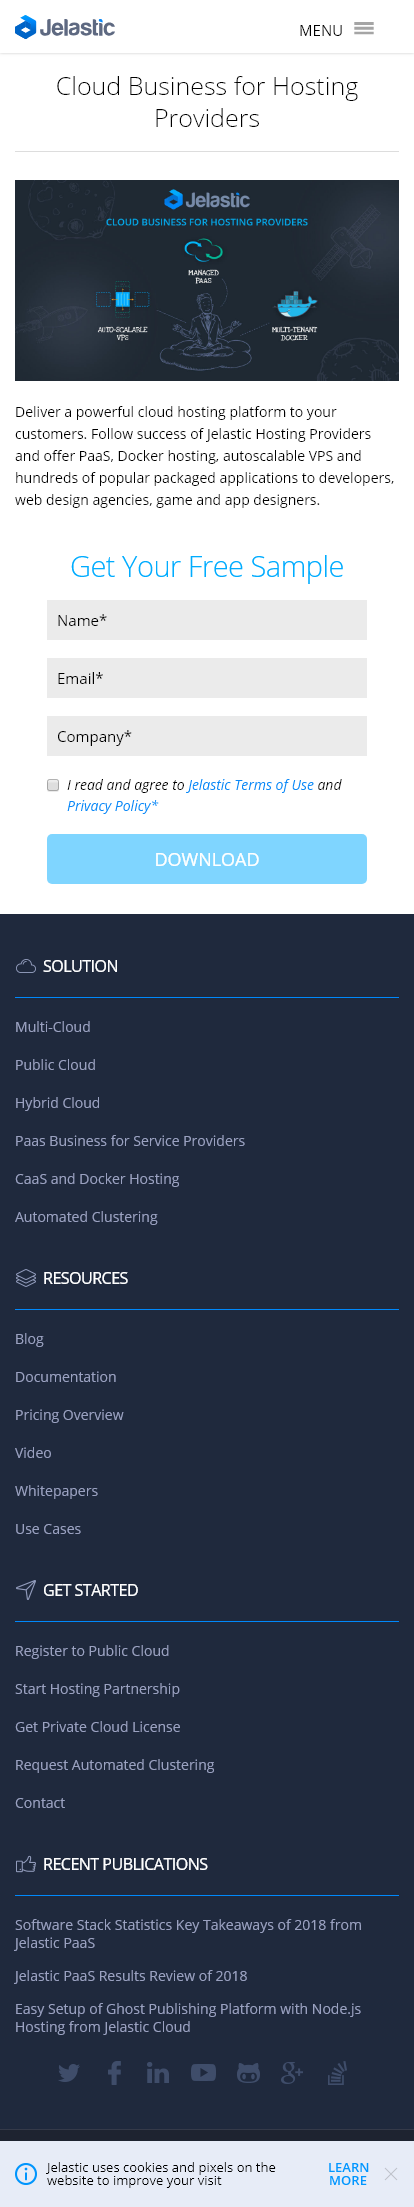 Jelastic
MENU
Cloud Business for Hosting
Providers
Jelastic
CLOUD BUSINESS FOR HOSTING PROVIDERS
MANAGED
PAAS
AUTO-SCALABLE
VPS
MULTI-TENANT
DOCKER
Deliver a powerful cloud hosting platform to your
customers. Follow success of Jelastic Hosting Providers
and offer PaaS, Docker hosting, autoscalable VPS and
hundreds of popular packaged applications to developers,
web design agencies, game and app designers.
Get Your Free Sample
Name*
Email*
Company*
I read and agree to Jelastic Terms of Use and
Privacy Policy*
DOWNLOAD
SOLUTION
Multi-Cloud
Public Cloud
Hybrid Cloud
Paas Business for Service Providers
CaaS and Docker Hosting
Automated Clustering
RESOURCES
Blog
Documentation
Pricing Overview
Video
Whitepapers
Use Cases
GET STARTED
Register to Public Cloud
Start Hosting Partnership
Get Private Cloud License
Request Automated Clustering
Contact
RECENT PUBLICATIONS
Software Stack Statistics Key Takeaways of 2018 from
Jelastic PaaS
Jelastic PaaS Results Review of 2018
Easy Setup of Ghost Publishing Platform with Node.js
Hosting from Jelastic Cloud
Jelastic uses cookies and pixels on the
website to improve your visit
LEARN
MORE